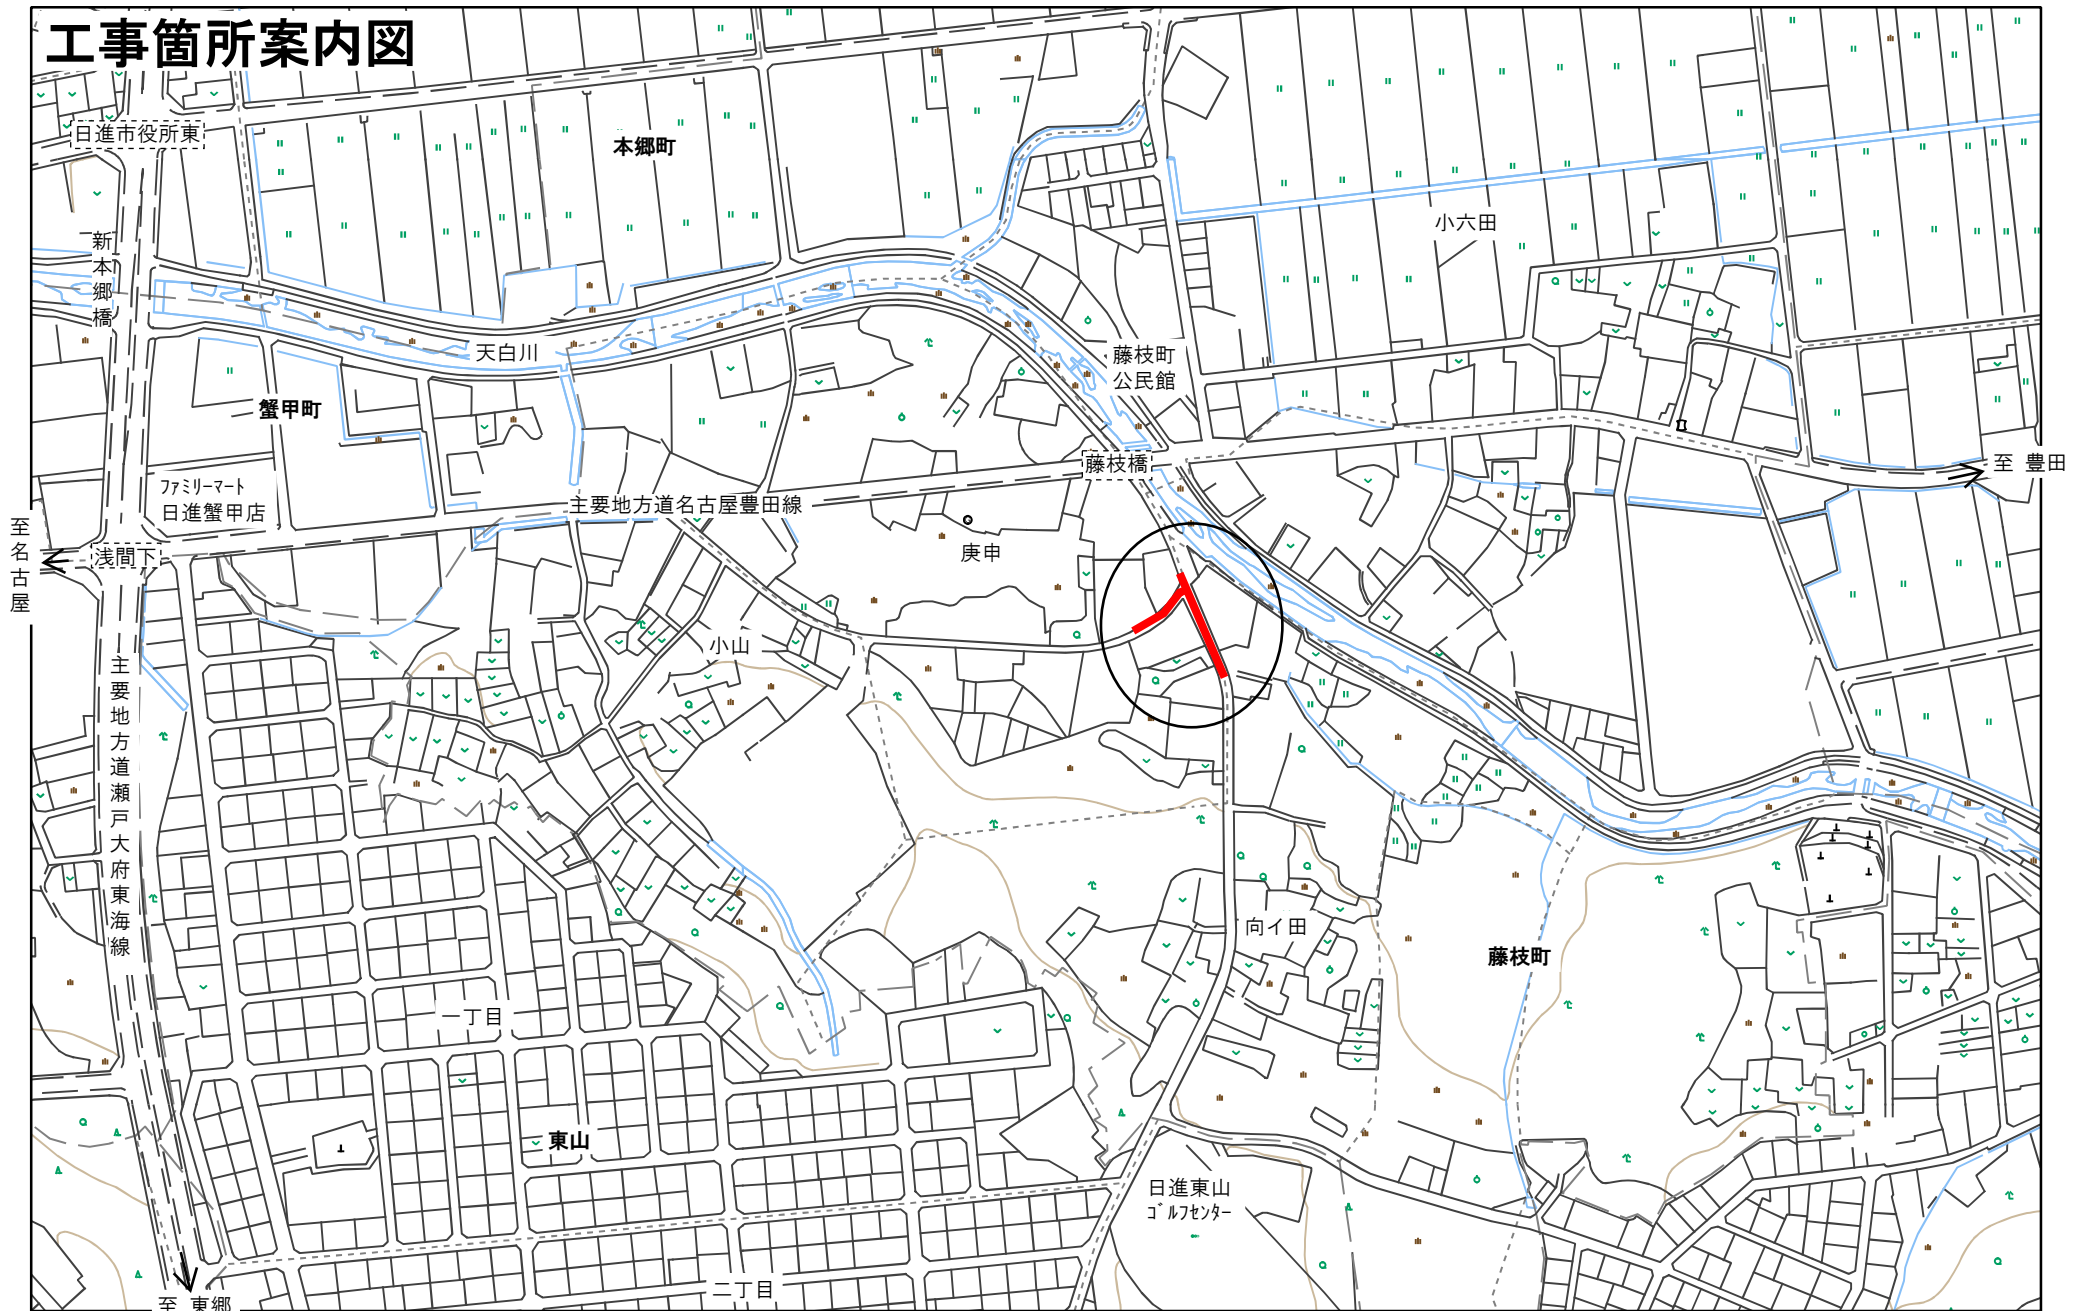 工事箇所案内図
日進市役所東
本郷町
新本郷橋
小六田
天白川
藤枝町
公民館
蟹甲町
藤枝橋
至 豊田
ファミリーマート
日進蟹甲店
主要地方道名古屋豊田線
至名古屋
浅間下
庚申
小山
主要地方道瀬戸大府東海線
向イ田
藤枝町
一丁目
東山
日進東山
ゴルフセンター
二丁目
至 東郷